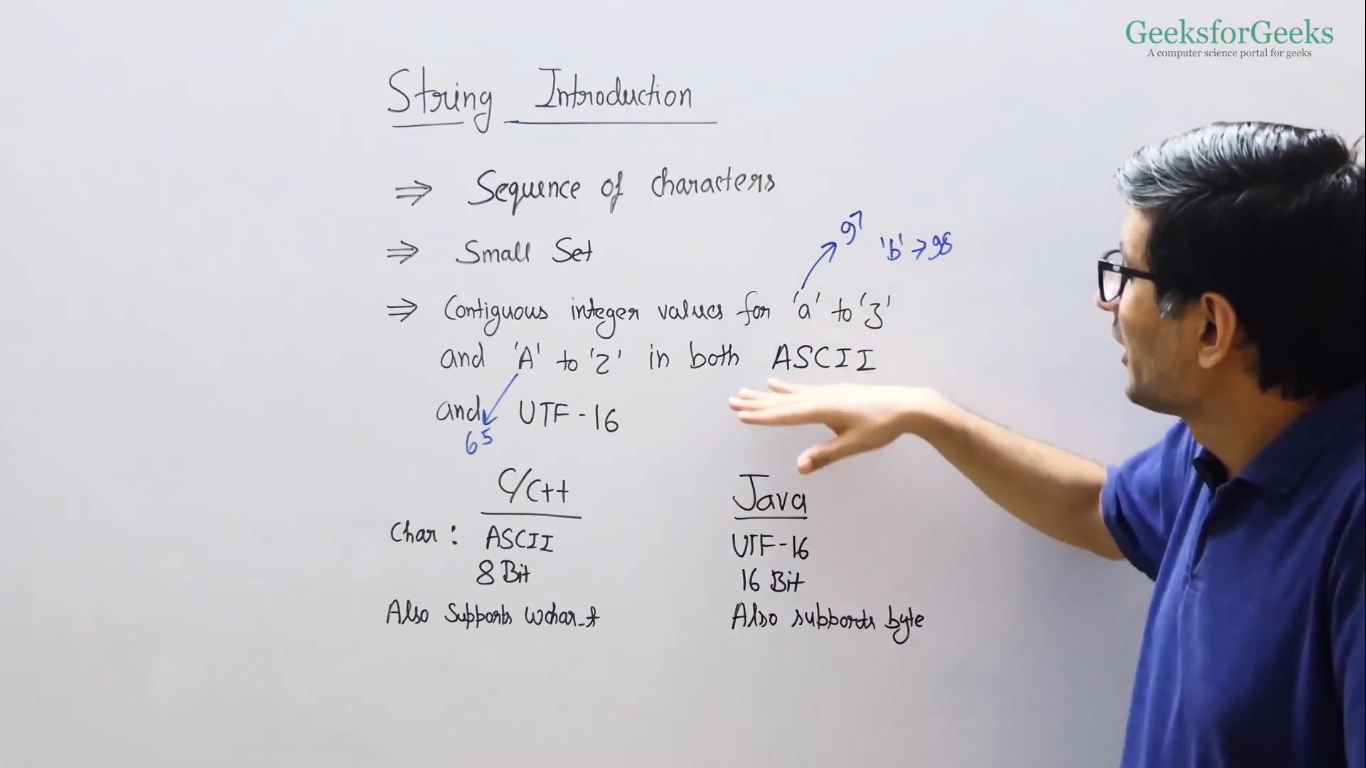 GeeksforGeeks
A computer science portal for geeks
String Introduction
⇒ Sequence of characters
⇒ Small Set
97 'b' → 98
⇒ Contiguous integer values for 'a' to 'z'
and 'A' to 'Z' in both ASCII
and UTF-16
65
C/C++ Java
Char : ASCII UTF-16
8 Bit 16 Bit
Also Supports wchar_t Also supports byte